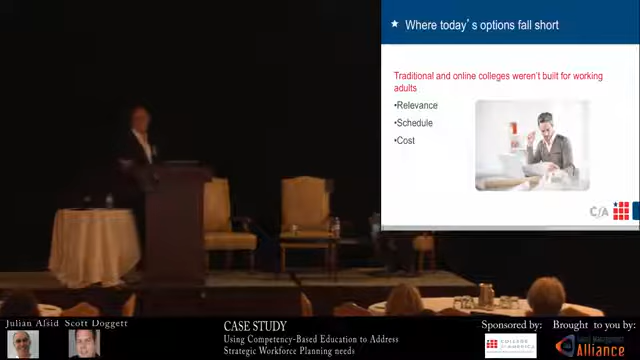 Where today's options fall short
Traditional and online colleges weren't built for working
adults
•Relevance
•Schedule
•Cost
CfA
Julian Alsid Scott Doggett
CASE STUDY
Using Competency-Based Education to Address
Strategic Workforce Planning needs
Sponsored by:
COLLEGE
Brought to you by:
Alliance